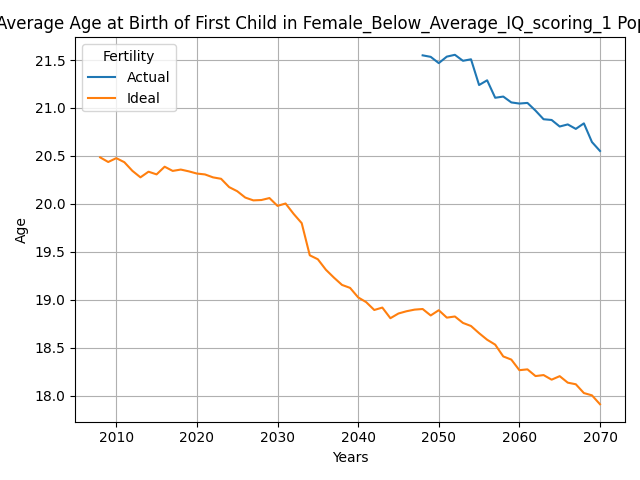 Average Age at Birth of First Child in Female_Below_Average_IQ_scoring_1
Fertility
Actual
Ideal
21.5
21.0
20.5
20.0
19.5
19.0
18.5
18.0
Age
2010 2020 2030 2040 2050 2060 2070
Years